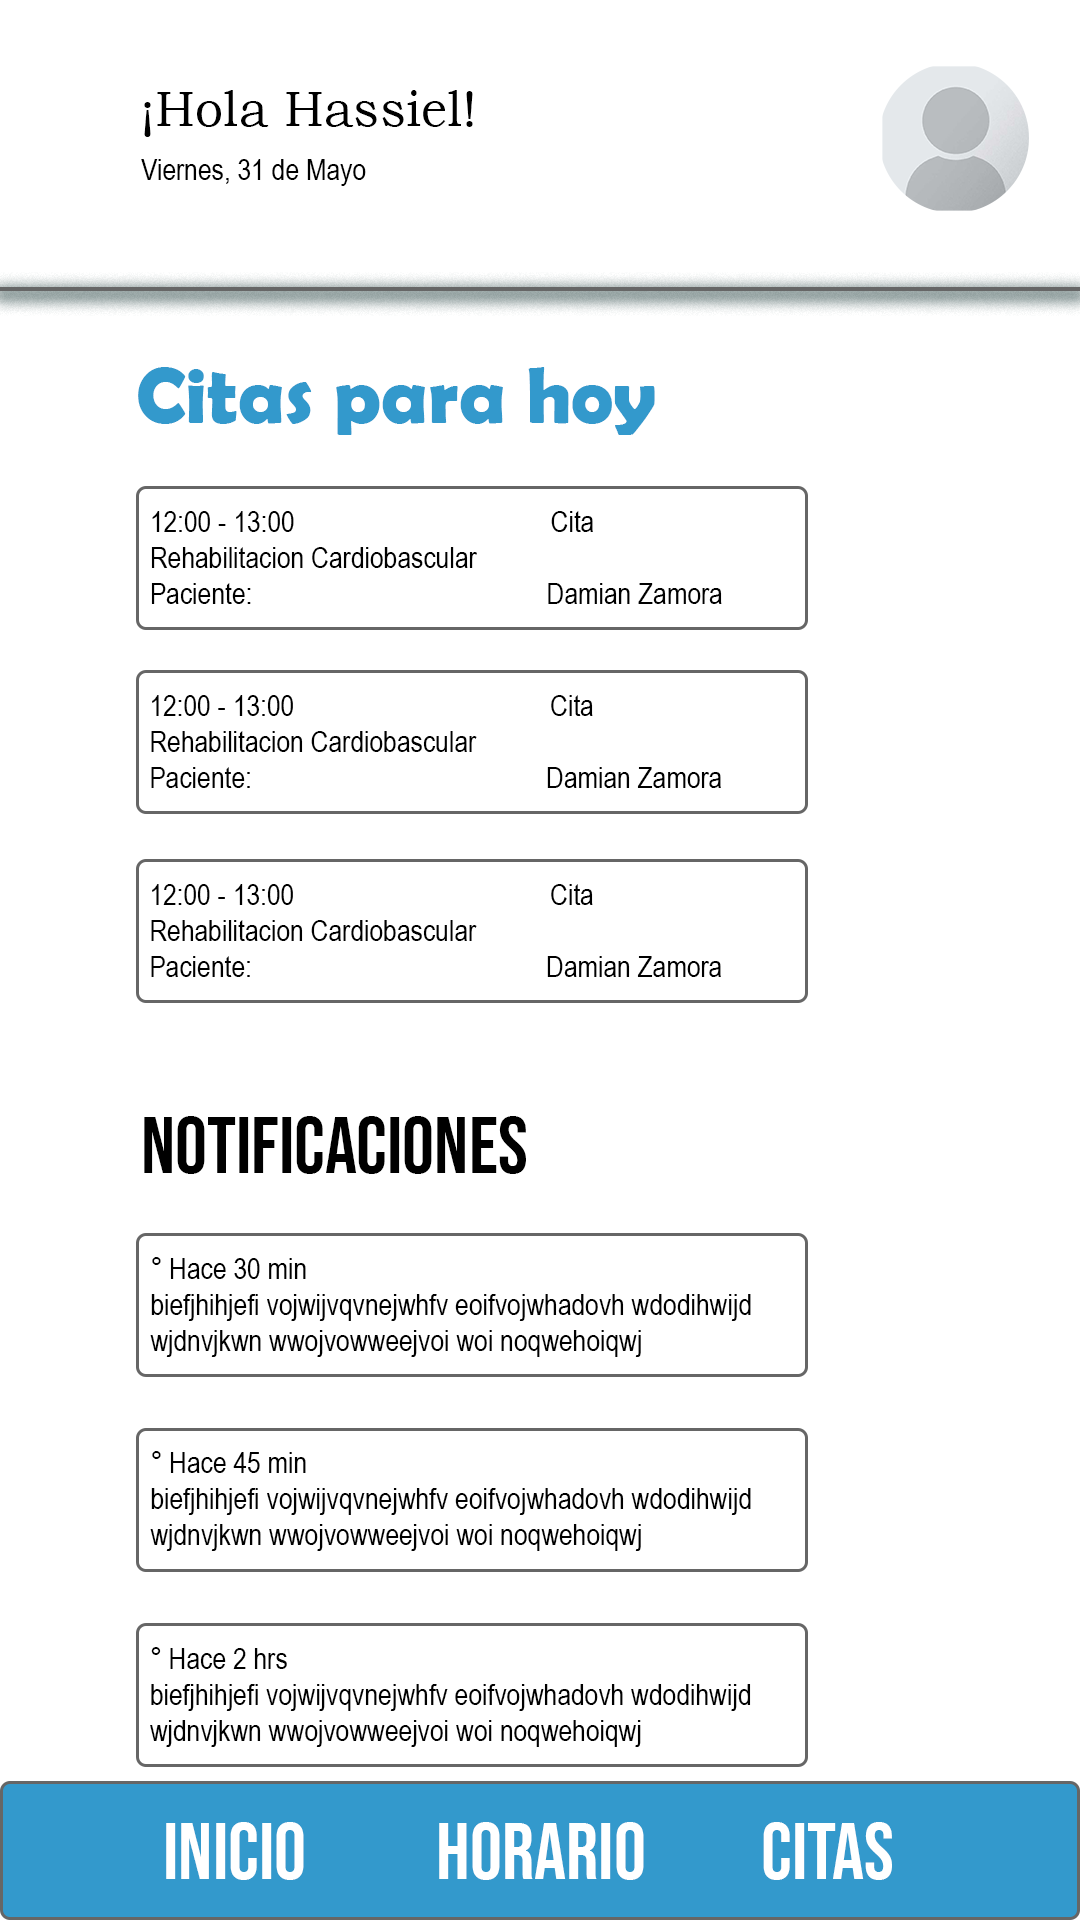 ¡Hola Hassiel!
Viernes, 31 de Mayo
Citas para hoy
12:00 - 13:00 Cita
Rehabilitacion Cardiobascular
Paciente: Damian Zamora
12:00 - 13:00 Cita
Rehabilitacion Cardiobascular
Paciente: Damian Zamora
12:00 - 13:00 Cita
Rehabilitacion Cardiobascular
Paciente: Damian Zamora
NOTIFICACIONES
° Hace 30 min
biefjhihjefi vojwijvqvnejwhfv eoifvojwhadovh wdodihwijd
wjdnvjkwn wwojvowweejvoi woi noqwehoiqwj
° Hace 45 min
biefjhihjefi vojwijvqvnejwhfv eoifvojwhadovh wdodihwijd
wjdnvjkwn wwojvowweejvoi woi noqwehoiqwj
° Hace 2 hrs
biefjhihjefi vojwijvqvnejwhfv eoifvojwhadovh wdodihwijd
wjdnvjkwn wwojvowweejvoi woi noqwehoiqwj
INICIO HORARIO CITAS